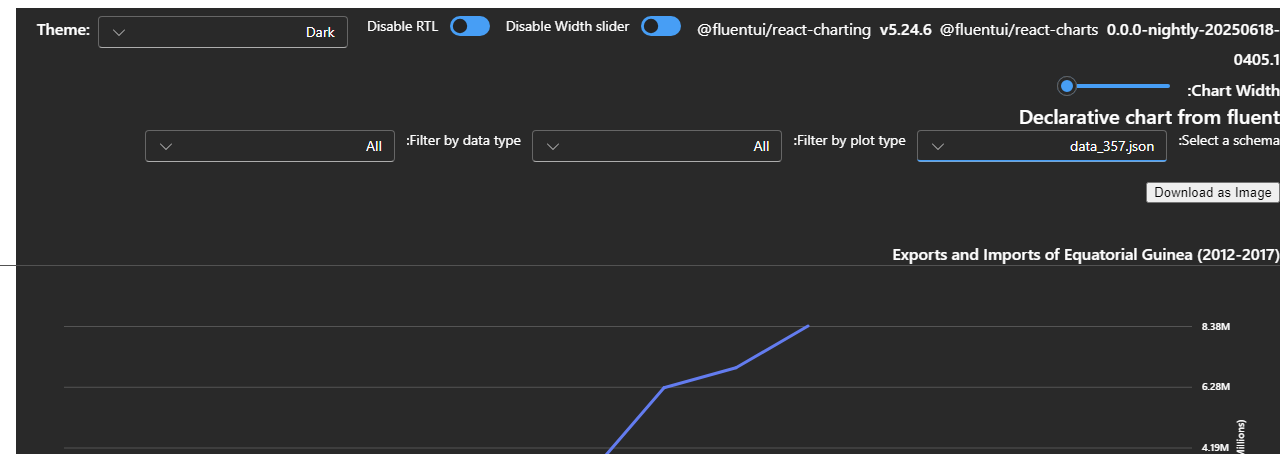 Theme: Dark Disable RTL Disable Width slider @fluentui/react-charting v5.24.6 @fluentui/react-charts 0.0.0-nightly-20250618-
0405.1
:Chart Width
Declarative chart from fluent
:Select a schema data_357.json :Filter by plot type All :Filter by data type All
Download as Image
Exports and Imports of Equatorial Guinea (2012-2017)
8.38M
6.28M
4.19M